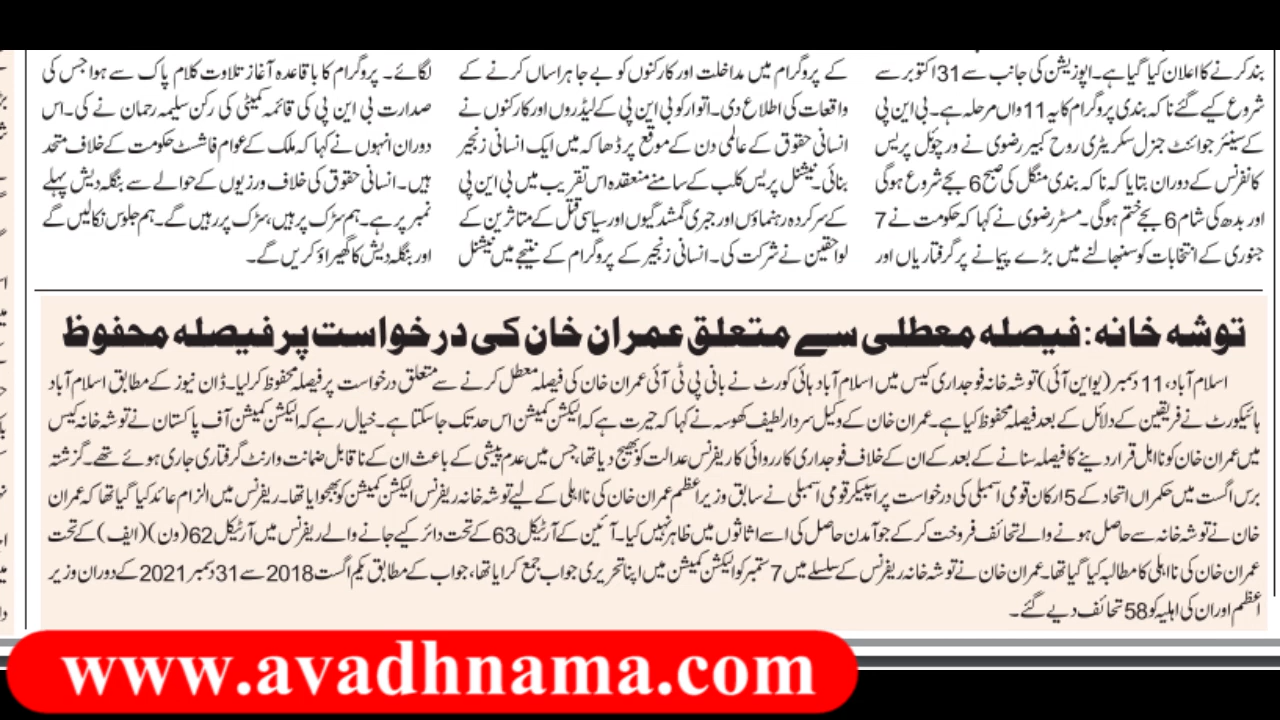 بند کرنے کا اعلان کیا گیا ہے۔ اپوزیشن کی جانب سے 31 اکتوبر سے
شروع کیے گئے ناکہ بندی پروگرام کا یہ 11 واں مرحلہ ہے۔ بی این پی
کے سینئر جوائنٹ جنرل سکریٹری روح کبیر رضوی نے ورچوئل پریس
کانفرنس کے دوران بتایا کہ ناکہ بندی منگل کی صبح 6 بجے شروع ہوگی
اور بدھ کی شام 6 بجے ختم ہوگی۔ مسٹر رضوی نے کہا کہ حکومت نے 7
جنوری کے انتخابات کو سنبھالنے میں بڑے پیمانے پر گرفتاریاں اور
کے پروگرام میں مداخلت اور کارکنوں کو بے جا ہراساں کرنے کے
واقعات کی اطلاع دی۔ اتوار کو بی این پی کے لیڈروں اور کارکنوں نے
انسانی حقوق کے عالمی دن کے موقع پر ڈھاکہ میں ایک انسانی زنجیر
بنائی۔ نیشنل پریس کلب کے سامنے منعقدہ اس تقریب میں بی این پی
کے سرکردہ رہنماؤں اور جبری گمشدگیوں اور سیاسی قتل کے متاثرین کے
لواحقین نے شرکت کی۔ انسانی زنجیر کے پروگرام کے نتیجے میں نیشنل
لگائے۔ پروگرام کا باقاعدہ آغاز تلاوت کلام پاک سے ہوا جس کی
صدارت بی این پی کی قائمہ کمیٹی کی رکن سلیمہ رحمان نے کی۔ اس
دوران انہوں نے کہا کہ ملک کے عوام فاشسٹ حکومت کے خلاف متحد
ہیں۔ انسانی حقوق کی خلاف ورزیوں کے حوالے سے بنگلہ دیش پہلے
نمبر پر ہے۔ ہم سڑک پر ہیں، سڑک پر رہیں گے۔ ہم جلوس نکالیں گے
اور بنگلہ دیش کا گھیراؤ کریں گے۔
توشہ خانہ: فیصلہ معطلی سے متعلق عمران خان کی درخواست پر فیصلہ محفوظ
اسلام آباد، 11 دسمبر (یو این آئی) توشہ خانہ فوجداری کیس میں اسلام آباد ہائی کورٹ نے بانی پی ٹی آئی عمران خان کی فیصلہ معطل کرنے سے متعلق درخواست پر فیصلہ محفوظ کرلیا۔ ڈان نیوز کے مطابق اسلام آباد
ہائیکورٹ نے فریقین کے دلائل کے بعد فیصلہ محفوظ کیا ہے۔ عمران خان کے وکیل سردار لطیف کھوسہ نے کہا کہ حیرت ہے کہ الیکشن کمیشن اس حد تک جا سکتا ہے۔ خیال رہے کہ الیکشن کمیشن آف پاکستان نے توشہ خانہ کیس
میں عمران خان کو نااہل قرار دینے کا فیصلہ سنانے کے بعد کے ان کے خلاف فوجداری کارروائی کا ریفرنس عدالت کو بھیج دیا تھا، جس میں عدم پیشی کے باعث ان کے ناقابل ضمانت وارنٹ گرفتاری جاری ہوئے تھے۔ گزشتہ
برس اگست میں حکمراں اتحاد کے 5 ارکان قومی اسمبلی کی درخواست پر اسپیکر قومی اسمبلی نے سابق وزیر اعظم عمران خان کی نااہلی کے لیے توشہ خانہ ریفرنس الیکشن کمیشن کو بھجوایا تھا۔ ریفرنس میں الزام عائد کیا گیا تھا کہ عمران
خان نے توشہ خانہ سے حاصل ہونے والے تحائف فروخت کرکے جو آمدن حاصل کی اسے اثاثوں میں ظاہر نہیں کیا۔ آئین کے آرٹیکل 63 کے تحت دائر کیے جانے والے ریفرنس میں آرٹیکل 62 (ون) (ایف) کے تحت
عمران خان کی نااہلی کا مطالبہ کیا گیا تھا۔ عمران خان نے توشہ خانہ ریفرنس کے سلسلے میں 7 ستمبر کو الیکشن کمیشن میں اپنا تحریری جواب جمع کرایا تھا، جواب کے مطابق یکم اگست 2018 سے 31 دسمبر 2021 کے دوران وزیر
اعظم اور ان کی اہلیہ کو 58 تحائف دیے گئے۔
www.avadhnama.com